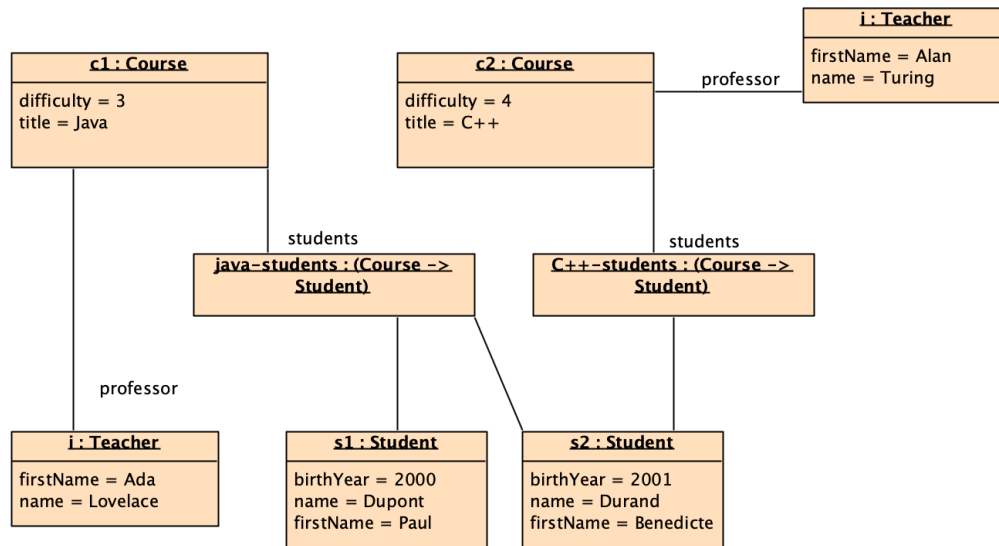 i : Teacher
firstName = Alan
name = Turing
c1 : Course
difficulty = 3
title = Java
c2 : Course
difficulty = 4
title = C++
professor
students
students
java-students : (Course ->
Student)
C++-students : (Course ->
Student)
professor
i : Teacher
firstName = Ada
name = Lovelace
s1 : Student
birthYear = 2000
name = Dupont
firstName = Paul
s2 : Student
birthYear = 2001
name = Durand
firstName = Benedicte